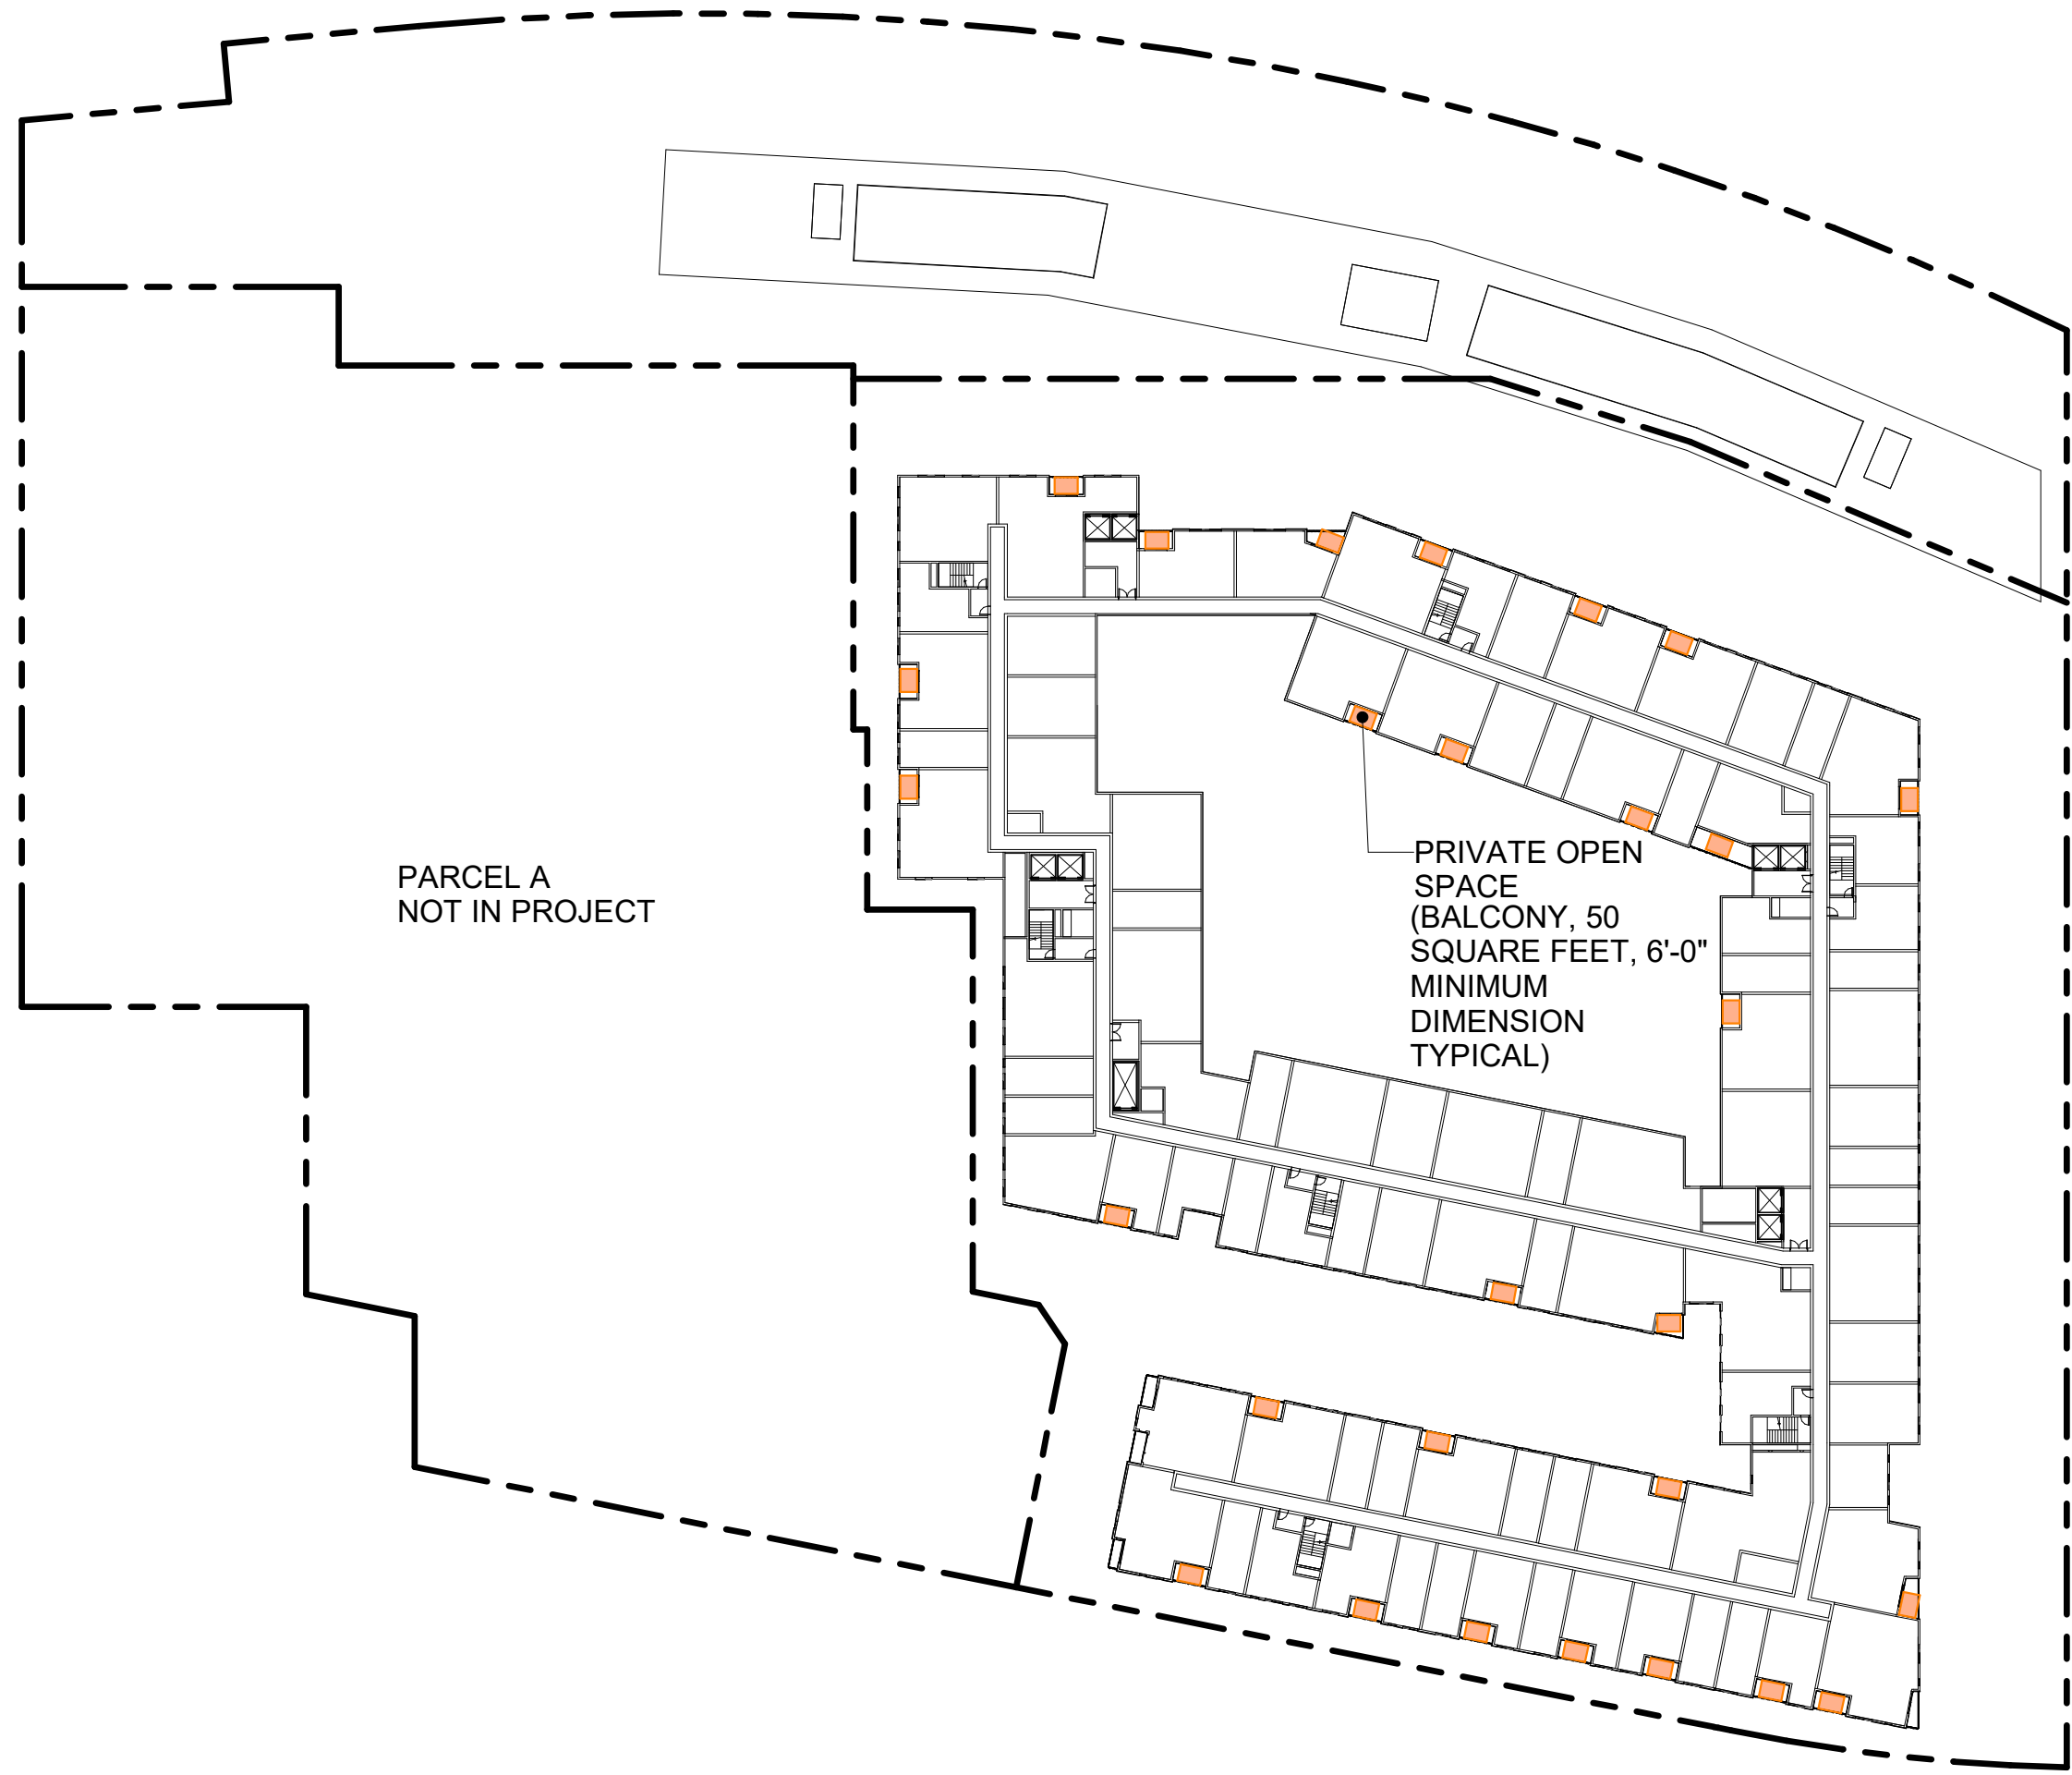 PARCEL A
NOT IN PROJECT
PRIVATE OPEN
SPACE
(BALCONY, 50
SQUARE FEET, 6'-0"
MINIMUM
DIMENSION
TYPICAL)